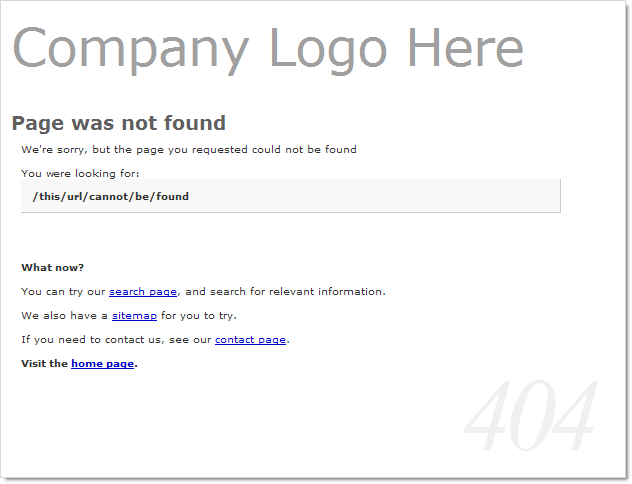 Company Logo Here
Page was not found
We're sorry, but the page you requested could not be found
You were looking for:
/this/url/cannot/be/found
What now?
You can try our search page, and search for relevant information.
We also have a sitemap for you to try.
If you need to contact us, see our contact page.
Visit the home page.
404